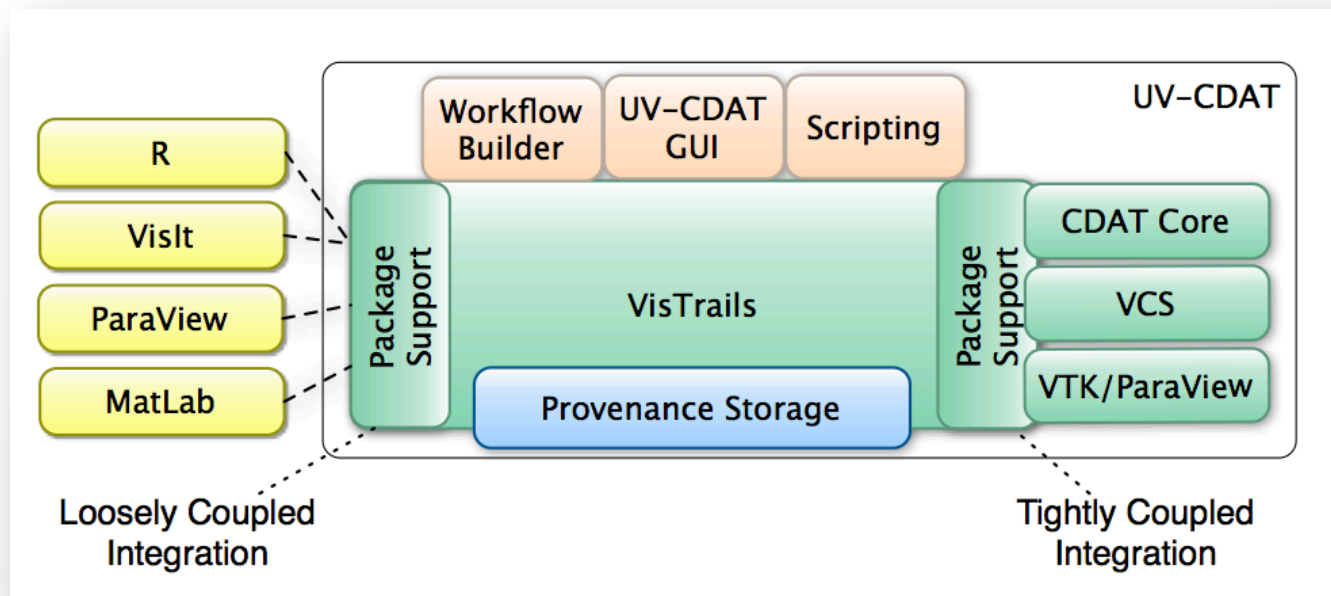 UV-CDAT
Workflow
Builder
UV-CDAT
GUI
Scripting
R
VisIt
ParaView
MatLab
Package
Support
VisTrails
Provenance Storage
Package
Support
CDAT Core
VCS
VTK/ParaView
Loosely Coupled
Integration
Tightly Coupled
Integration